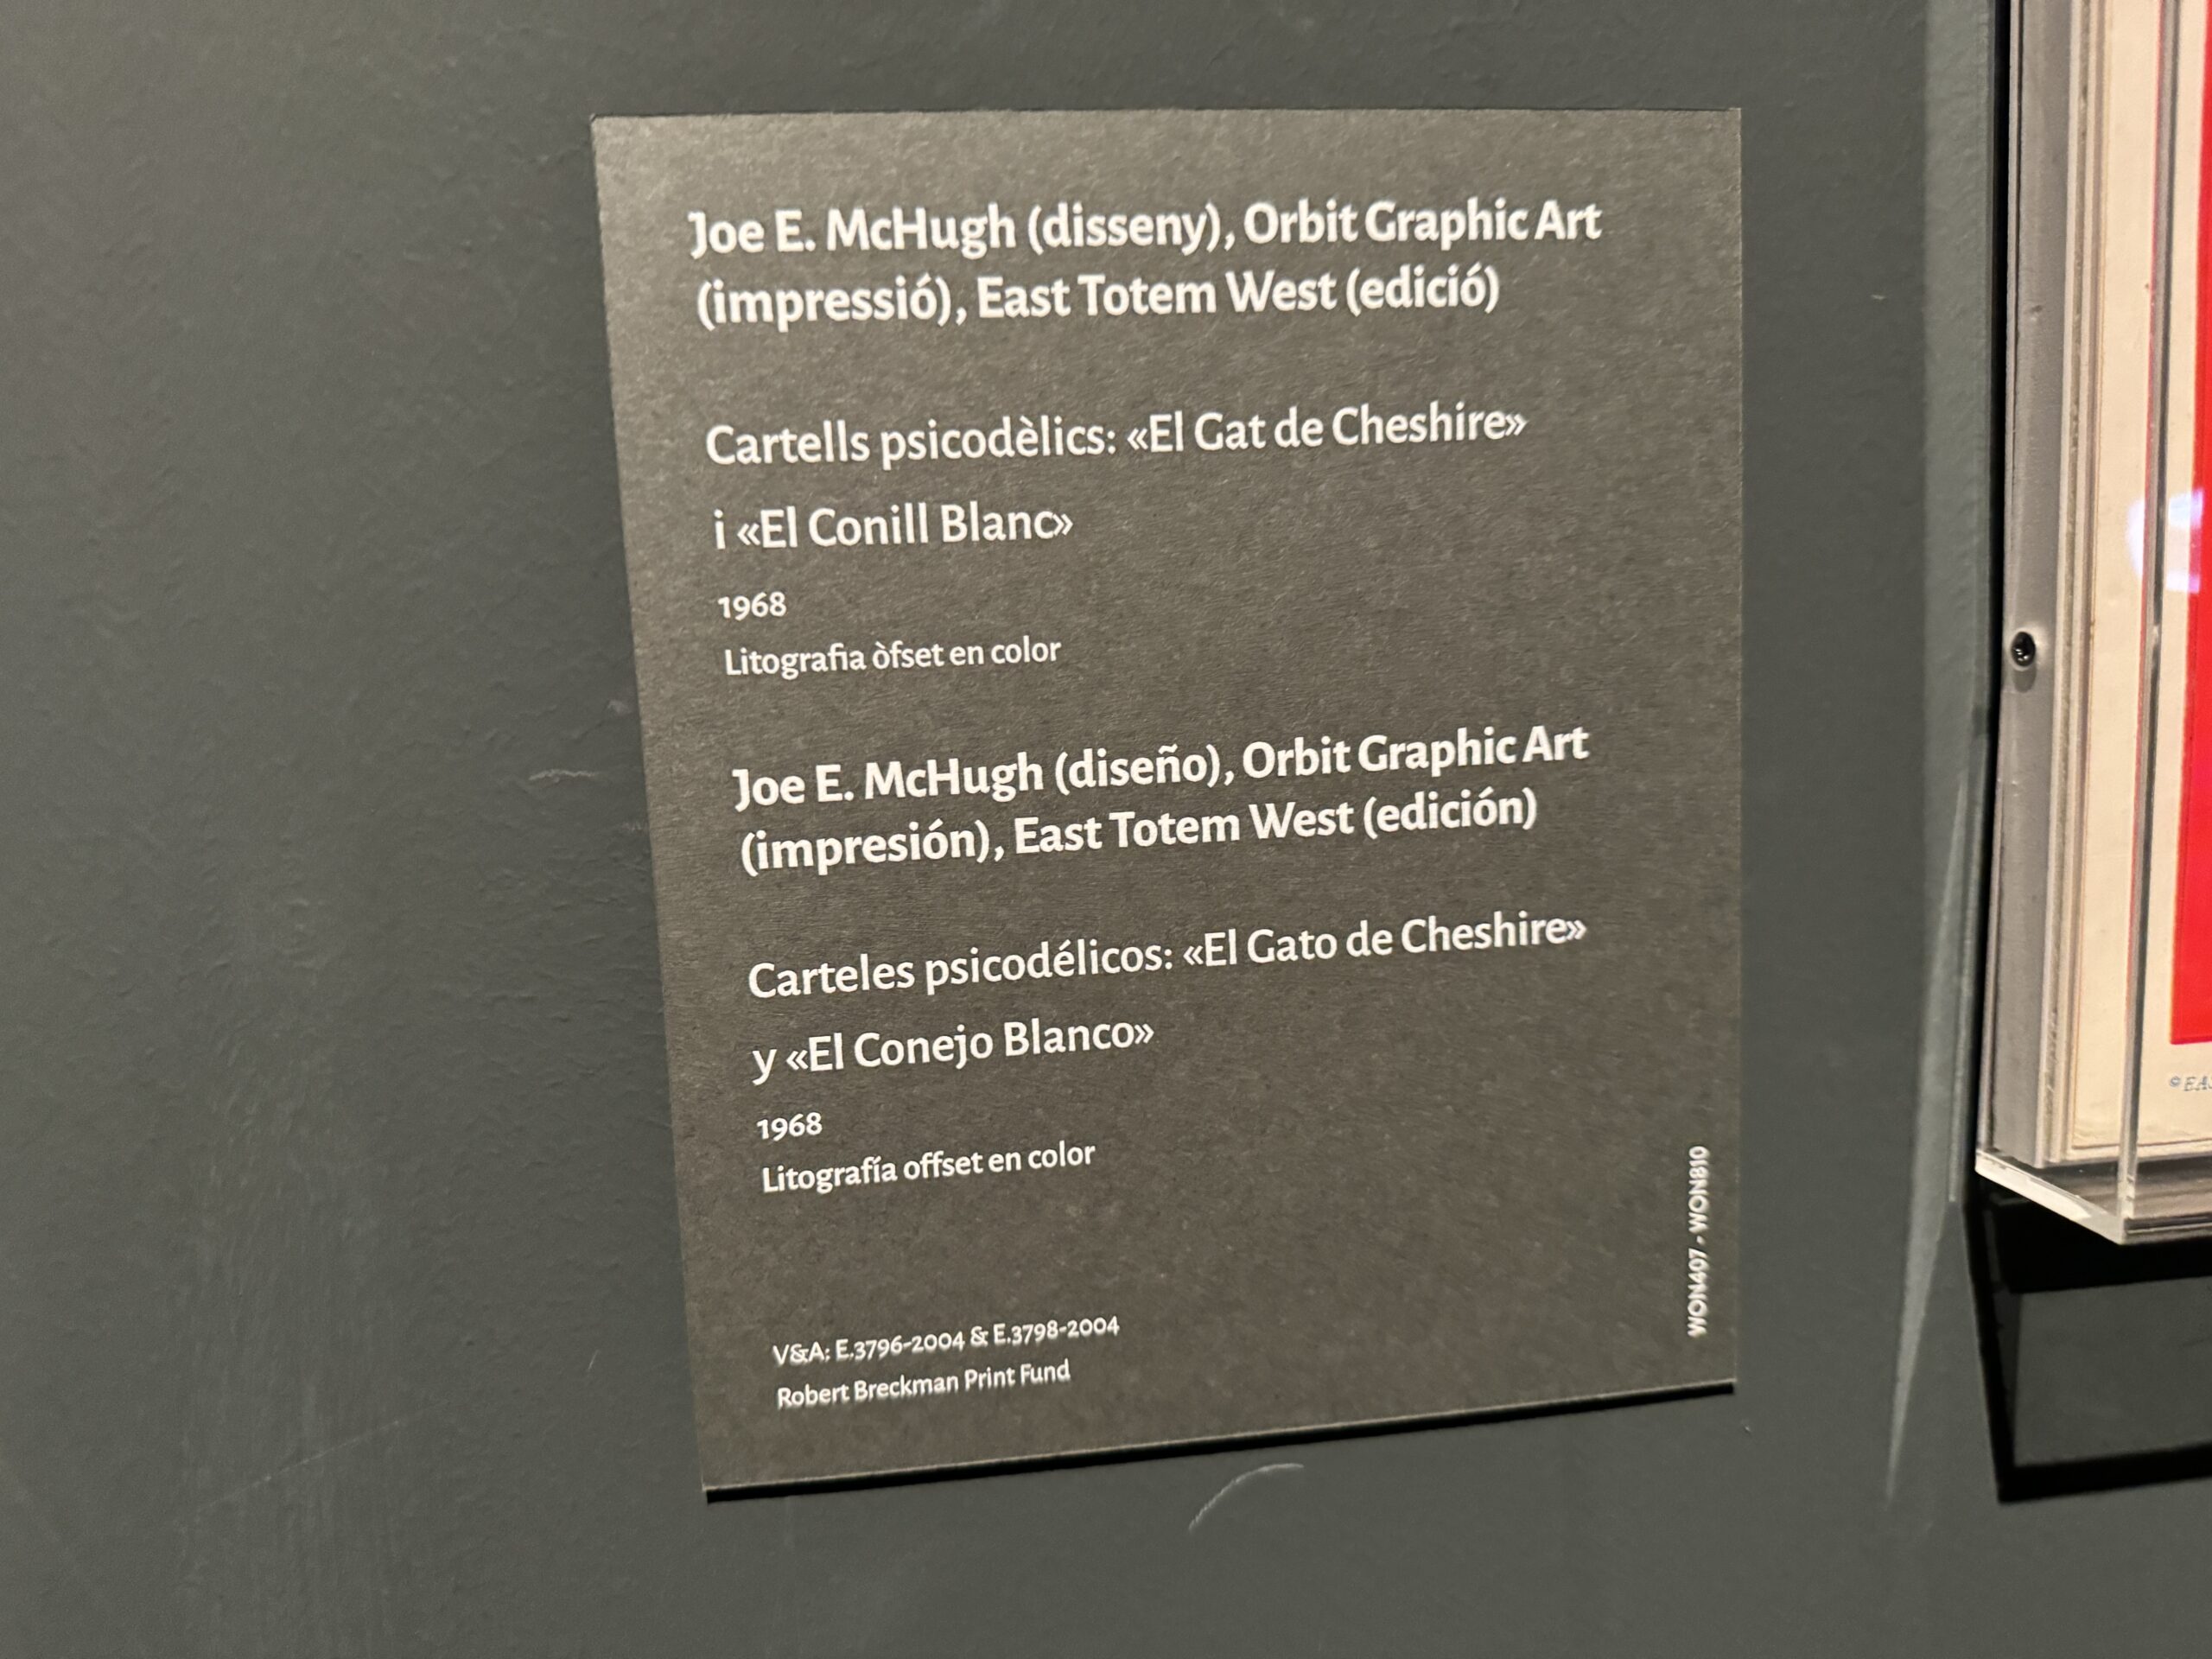 Joe E. McHugh (disseny), Orbit Graphic Art
(impressió), East Totem West (edició)
Cartells psicodèlics: «El Gat de Cheshire»
i «El Conill Blanc»
1968
Litografia òfset en color
Joe E. McHugh (diseño), Orbit Graphic Art
(impresión), East Totem West (edición)
Carteles psicodélicos: «El Gato de Cheshire»
y «El Conejo Blanco»
1968
Litografía offset en color
V&A: E.3796-2004 & E.3798-2004
Robert Breckman Print Fund
WON407 - WON810